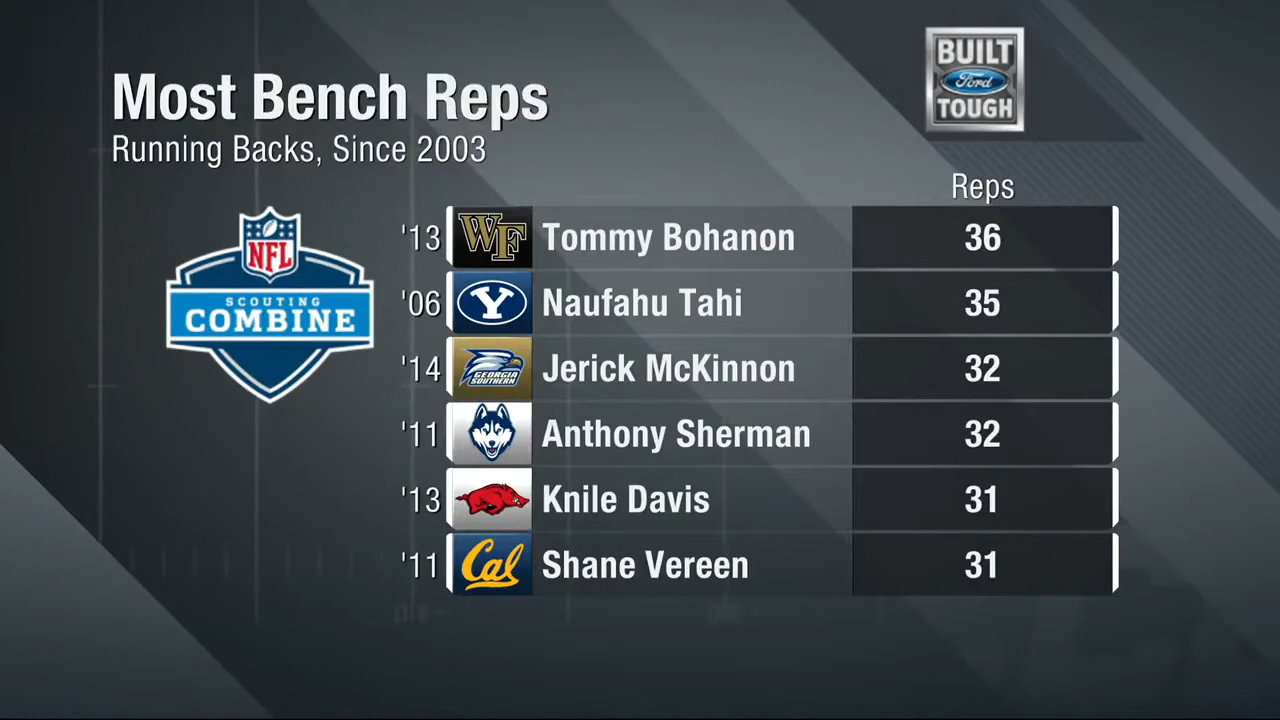 Most Bench Reps
Running Backs, Since 2003
BUILT
Ford
TOUGH
Reps
NFL
SCOUTING
COMBINE
'13 WF Tommy Bohanon 36
'06 Y Naufahu Tahi 35
'14 GEORGIA SOUTHERN Jerick McKinnon 32
'11 Anthony Sherman 32
'13 Knile Davis 31
'11 Cal Shane Vereen 31